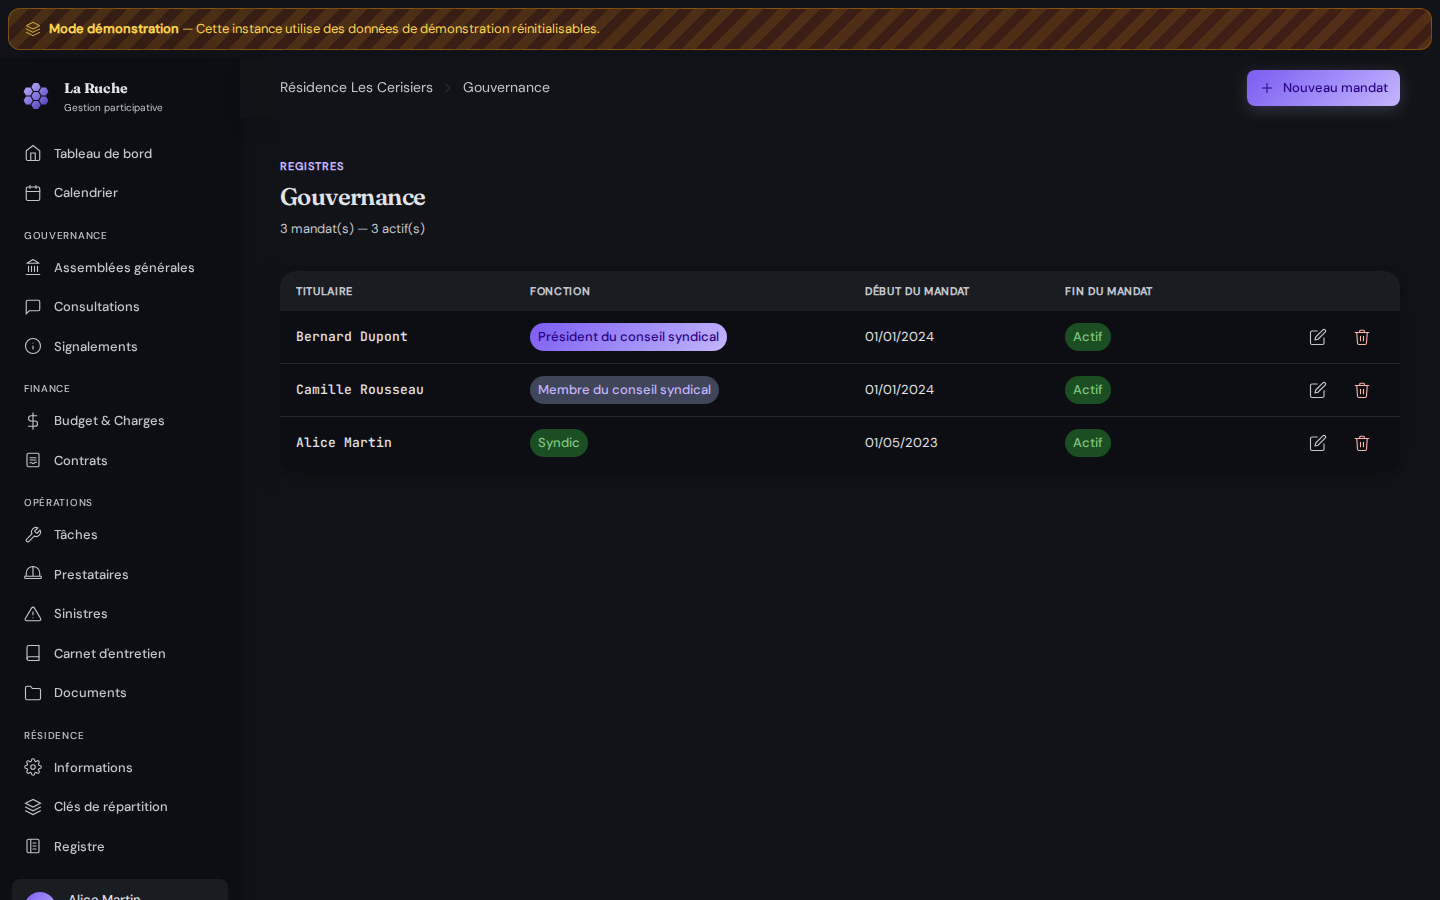 Mode démonstration — Cette instance utilise des données de démonstration réinitialisables.
La Ruche
Gestion participative
Tableau de bord
Calendrier
GOUVERNANCE
Assemblées générales
Consultations
Signalements
FINANCE
Budget & Charges
Contrats
OPÉRATIONS
Tâches
Prestataires
Sinistres
Carnet d'entretien
Documents
RÉSIDENCE
Informations
Clés de répartition
Registre
Alice Martin
Résidence Les Cerisiers > Gouvernance
Nouveau mandat
REGISTRES
Gouvernance
3 mandat(s) — 3 actif(s)
TITULAIRE FONCTION DÉBUT DU MANDAT FIN DU MANDAT
Bernard Dupont Président du conseil syndical 01/01/2024 Actif
Camille Rousseau Membre du conseil syndical 01/01/2024 Actif
Alice Martin Syndic 01/05/2023 Actif